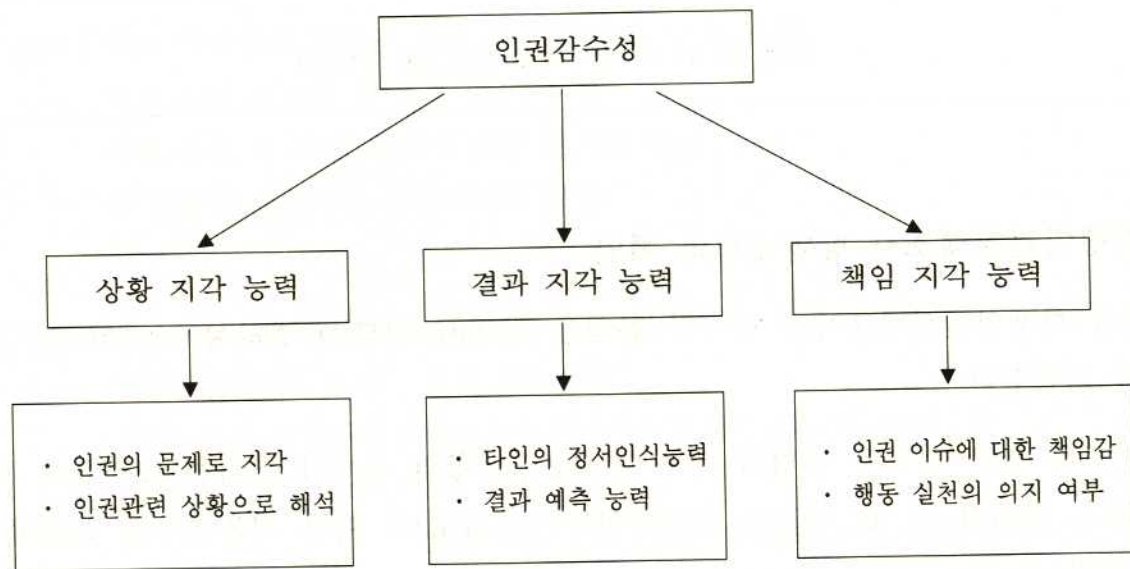 인권감수성
상황 지각 능력
결과 지각 능력
책임 지각 능력
· 인권의 문제로 지각
· 인권관련 상황으로 해석
· 타인의 정서인식능력
· 결과 예측 능력
· 인권 이슈에 대한 책임감
· 행동 실천의 의지 여부